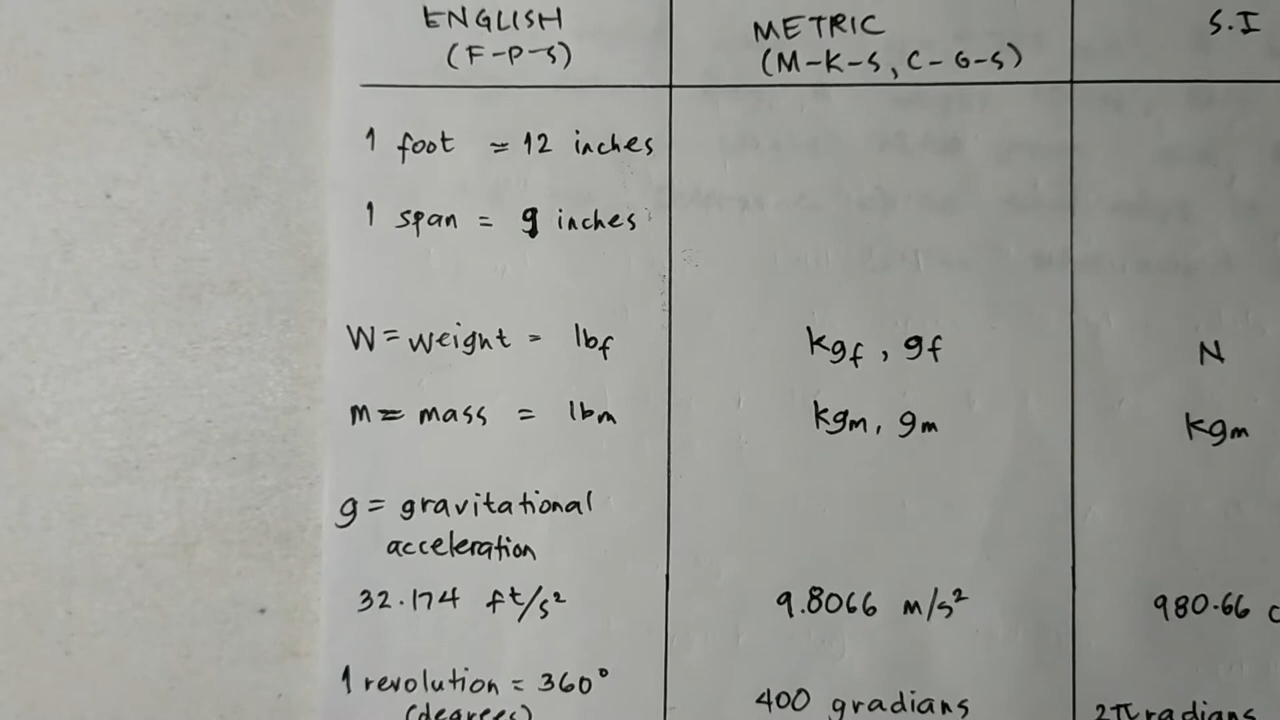 ENGLISH
(F-P-S)
METRIC
(M-K-S, C-G-S)
S.I
1 foot = 12 inches
1 span = 9 inches
W = weight = lbf
kgf, gf
N
m = mass = lbm
kgm, gm
kgm
g = gravitational
acceleration
32.174 ft/s²
9.8066 m/s²
980.66 c
1 revolution = 360°
(degrees)
400 gradians
2π radians